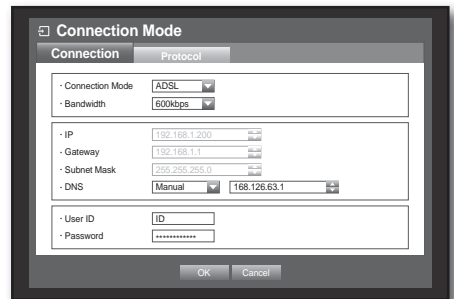 Connection Mode
Connection Protocol
· Connection Mode ADSL
· Bandwidth 600kbps
· IP 192.168.1.200
· Gateway 192.168.1.1
· Subnet Mask 255.255.255.0
· DNS Manual 168.126.63.1
· User ID ID
· Password ************
OK Cancel